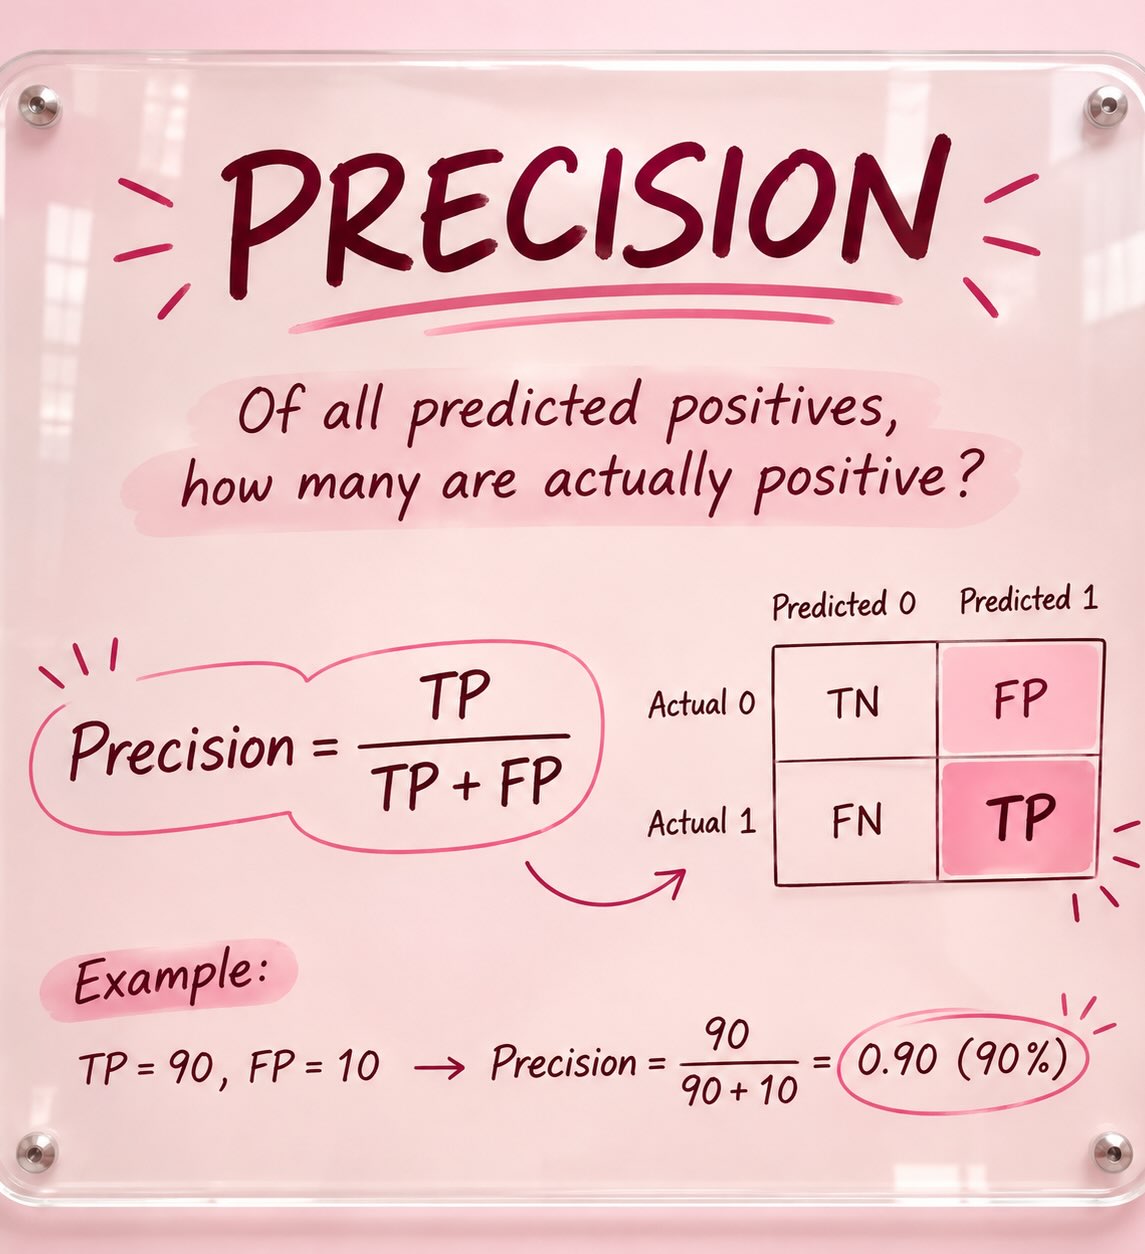 PRECISION
Of all predicted positives,
how many are actually positive?
Precision = TP / TP + FP
Predicted 0 Predicted 1
Actual 0 TN FP
Actual 1 FN TP
Example:
TP = 90, FP = 10 → Precision = 90 / 90 + 10 = 0.90 (90%)